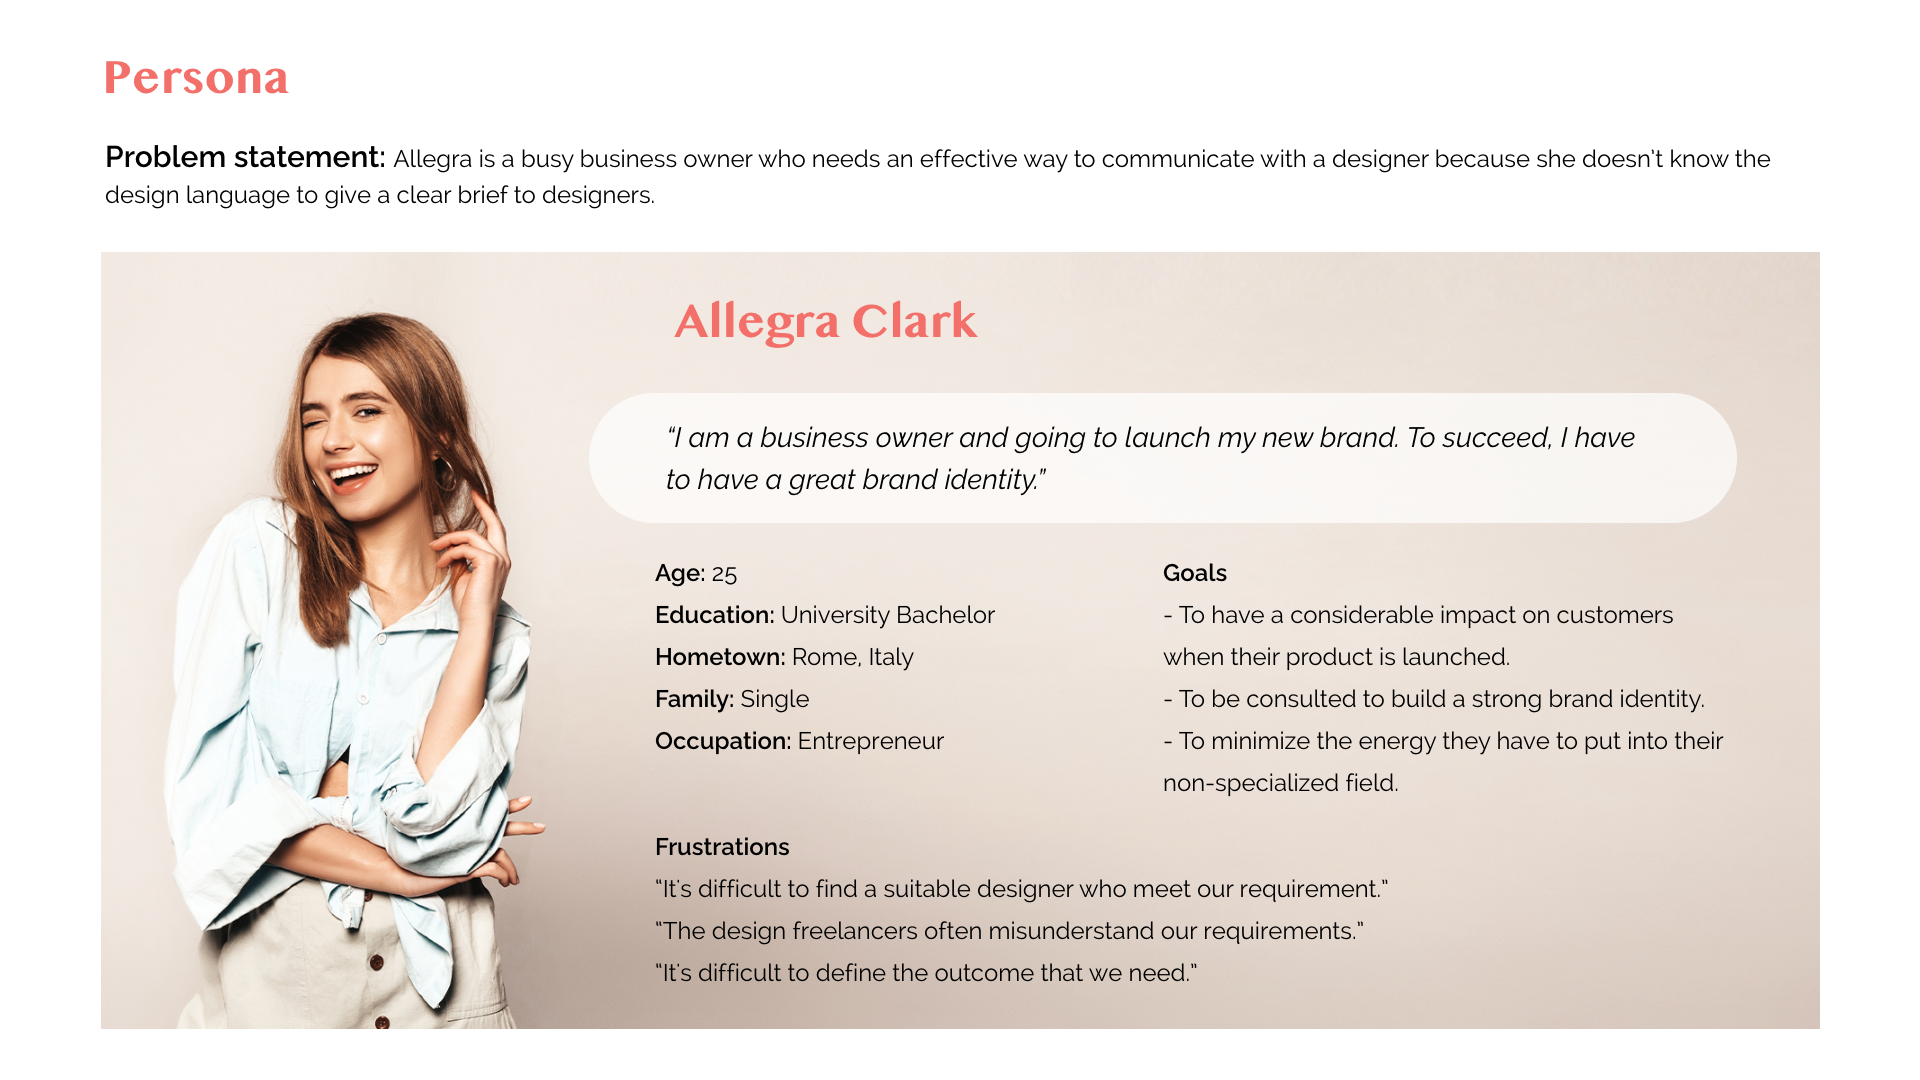 Persona
Problem statement: Allegra is a busy business owner who needs an effective way to communicate with a designer because she doesn't know the
design language to give a clear brief to designers.
Allegra Clark
“I am a business owner and going to launch my new brand. To succeed, I have
to have a great brand identity.”
Age: 25
Education: University Bachelor
Hometown: Rome, Italy
Family: Single
Occupation: Entrepreneur
Goals
- To have a considerable impact on customers
when their product is launched.
- To be consulted to build a strong brand identity.
- To minimize the energy they have to put into their
non-specialized field.
Frustrations
“It's difficult to find a suitable designer who meet our requirement.”
“The design freelancers often misunderstand our requirements.”
“It's difficult to define the outcome that we need.”